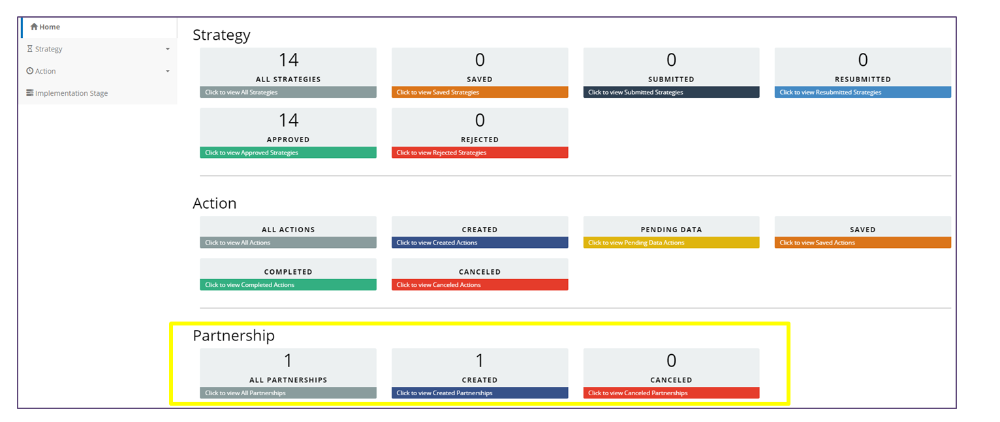 Home
Strategy
Action
Implementation Stage
Strategy
14
ALL STRATEGIES
Click to view All Strategies
0
SAVED
Click to view Saved Strategies
0
SUBMITTED
Click to view Submitted Strategies
0
RESUBMITTED
Click to view Resubmitted Strategies
14
APPROVED
Click to view Approved Strategies
0
REJECTED
Click to view Rejected Strategies
Action
ALL ACTIONS
Click to view All Actions
CREATED
Click to view Created Actions
PENDING DATA
Click to view Pending Data Actions
SAVED
Click to view Saved Actions
COMPLETED
Click to view Completed Actions
CANCELED
Click to view Canceled Actions
Partnership
1
ALL PARTNERSHIPS
Click to view All Partnerships
1
CREATED
Click to view Created Partnerships
0
CANCELED
Click to view Canceled Partnerships